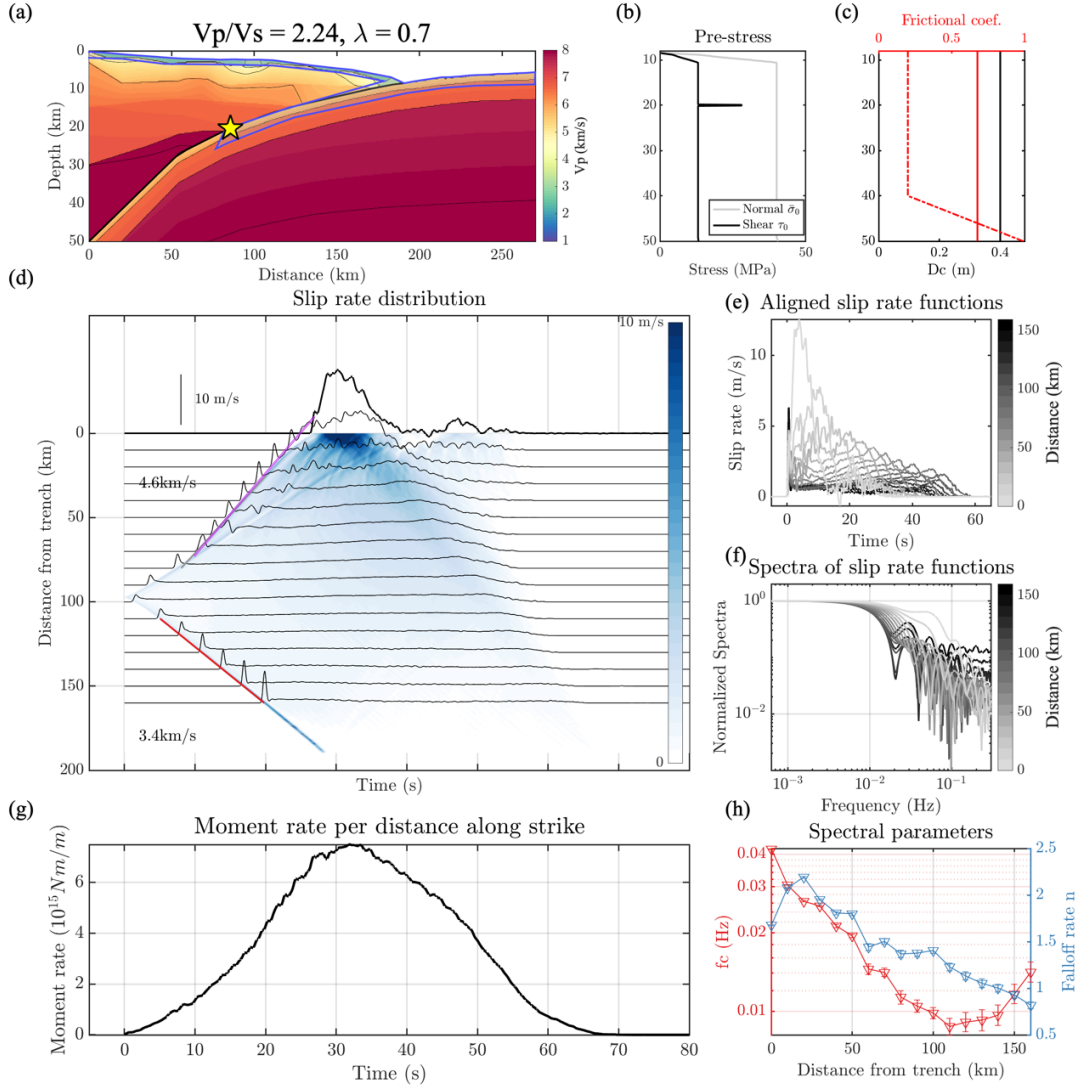 (a)
Vp/Vs = 2.24, λ = 0.7
0
10
20
30
40
50
Depth (km)
0
50
100
150
200
250
Distance (km)
8
7
6
5
4
3
2
1
Vp (km/s)
(b)
Pre-stress
10
20
30
40
50
Normal σ̄₀
Shear τ₀
0
50
Stress (MPa)
(c)
Frictional coef.
0
0.5
1
10
20
30
40
50
0
0.2
0.4
Dc (m)
(d)
Slip rate distribution
10 m/s
10 m/s
0
50
100
150
200
Distance from trench (km)
4.6km/s
3.4km/s
0
Time (s)
(e)
Aligned slip rate functions
10
5
0
Slip rate (m/s)
0
20
40
60
Time (s)
150
100
50
0
Distance (km)
(f)
Spectra of slip rate functions
10⁰
10⁻²
Normalized Spectra
10⁻³
10⁻²
10⁻¹
Frequency (Hz)
150
100
50
0
Distance (km)
(g)
Moment rate per distance along strike
6
4
2
0
Moment rate (10¹⁵Nm/m)
0
10
20
30
40
50
60
70
80
Time (s)
(h)
Spectral parameters
0.04
0.03
0.02
0.01
fc (Hz)
2.5
2
1.5
1
0.5
Falloff rate n
0
50
100
150
Distance from trench (km)